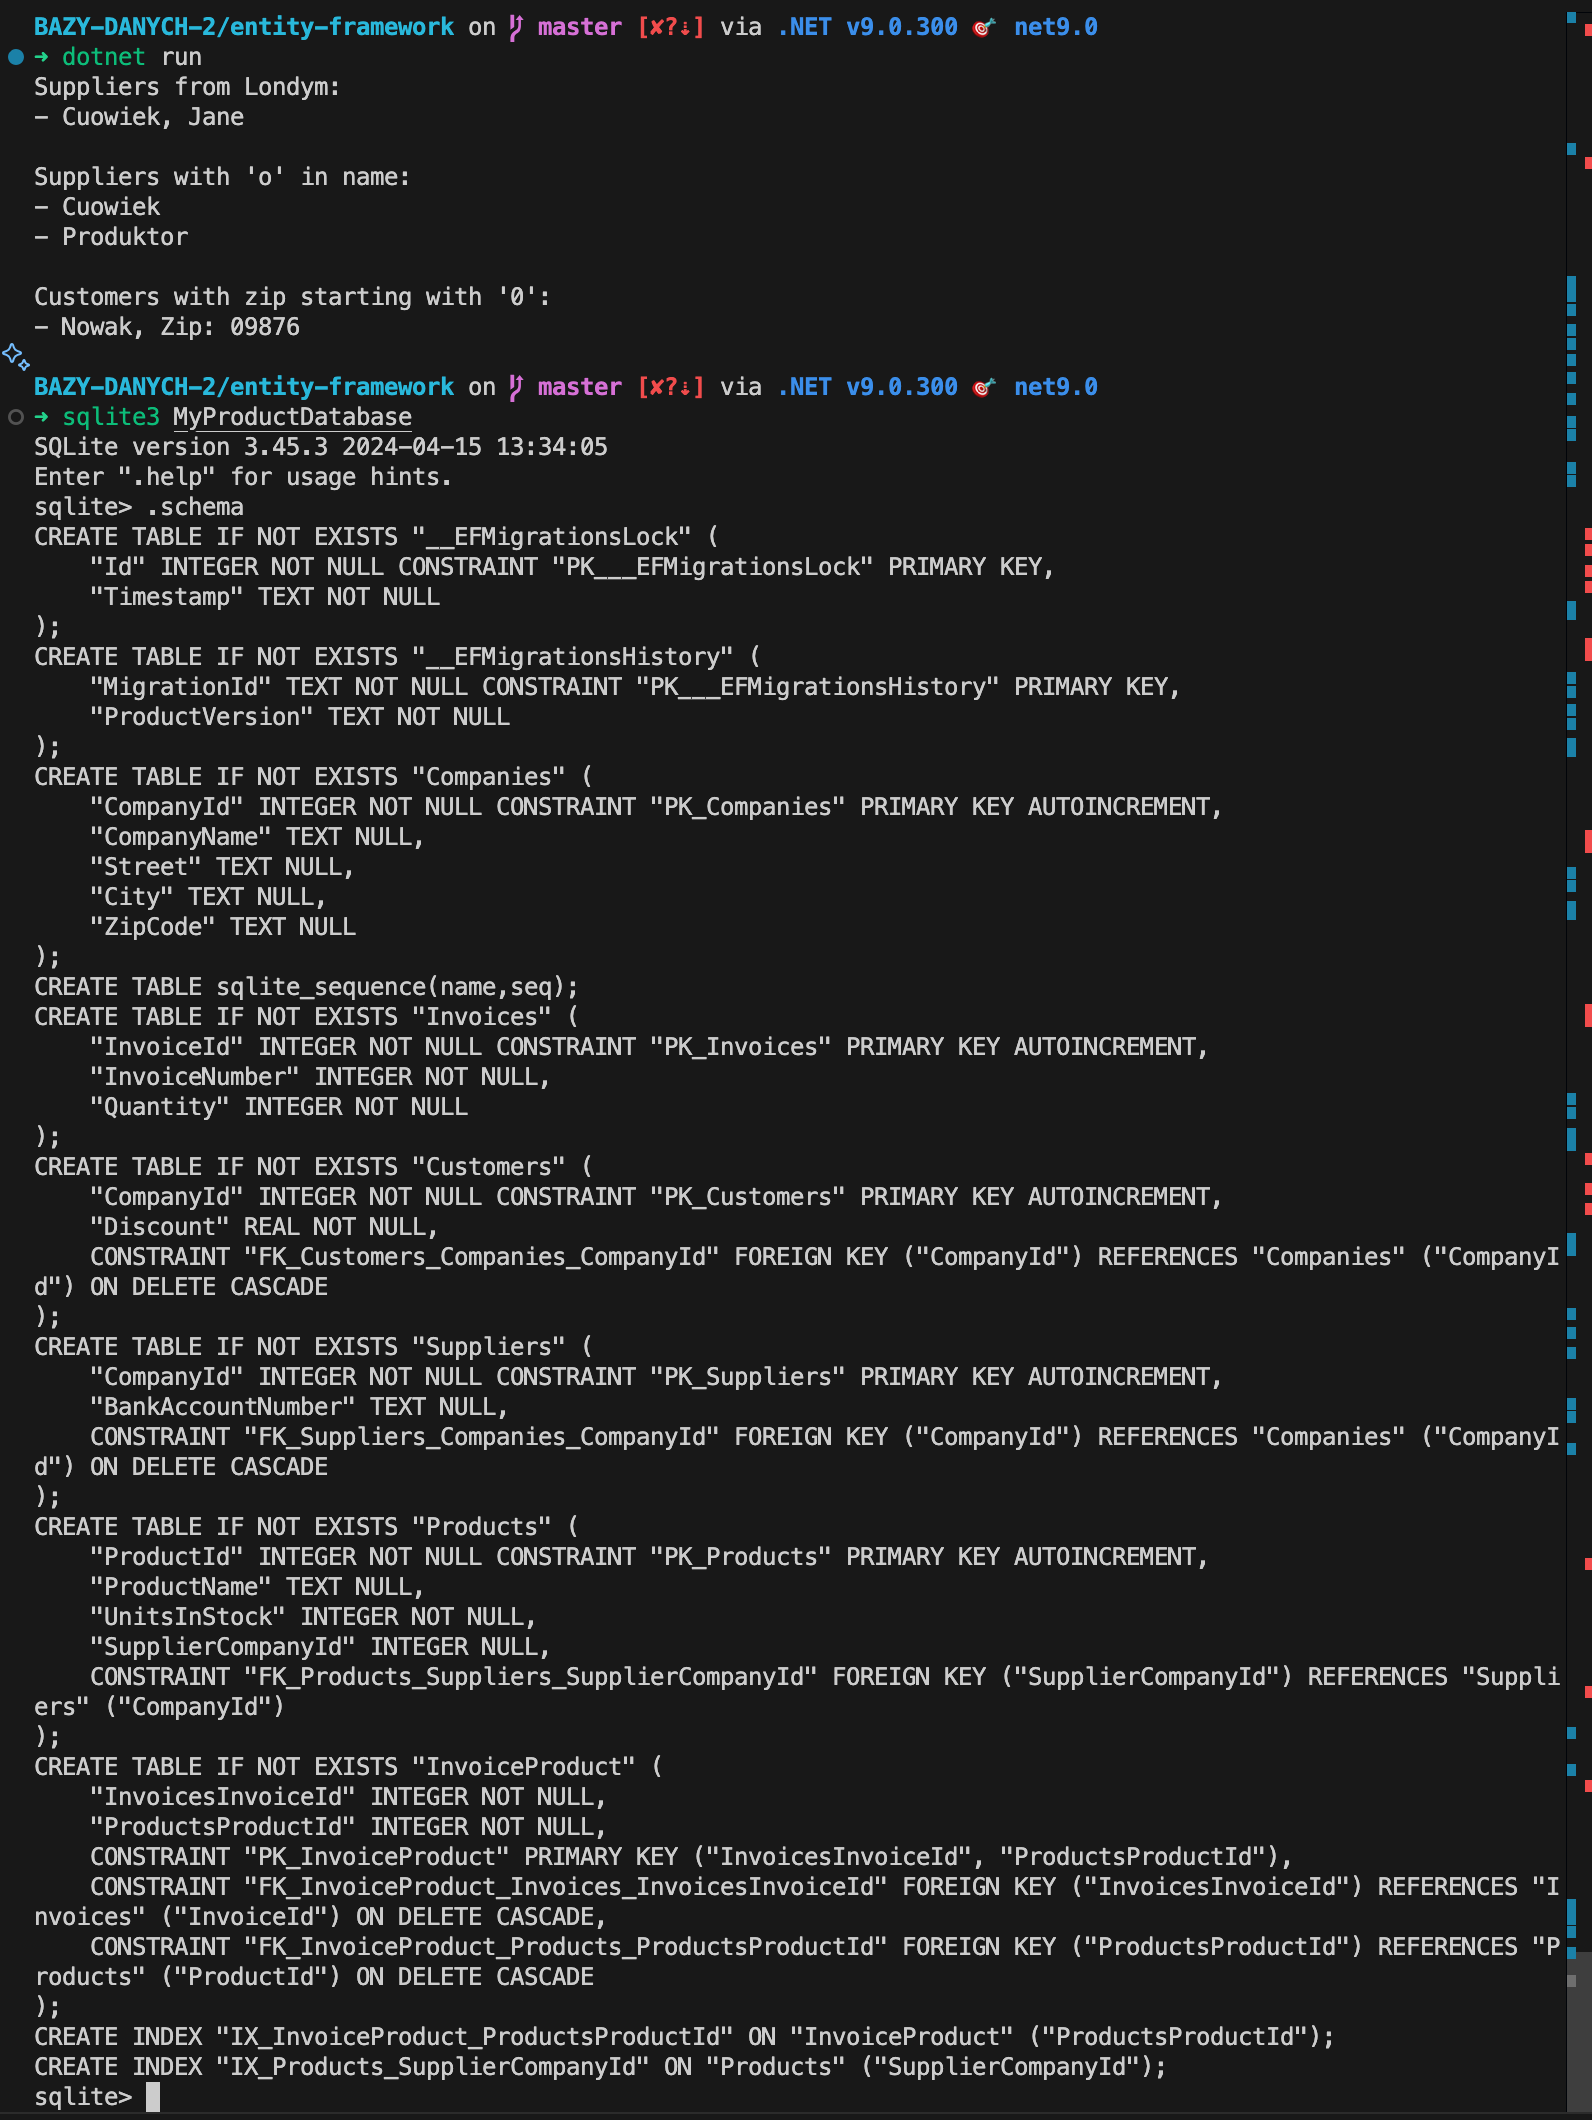 BAZY-DANYCH-2/entity-framework on master [✘?⇣] via .NET v9.0.300 🎯 net9.0
➜ dotnet run
Suppliers from Londym:
- Cuowiek, Jane
Suppliers with 'o' in name:
- Cuowiek
- Produktor
Customers with zip starting with '0':
- Nowak, Zip: 09876
BAZY-DANYCH-2/entity-framework on master [✘?⇣] via .NET v9.0.300 🎯 net9.0
➜ sqlite3 MyProductDatabase
SQLite version 3.45.3 2024-04-15 13:34:05
Enter ".help" for usage hints.
sqlite> .schema
CREATE TABLE IF NOT EXISTS "__EFMigrationsLock" (
    "Id" INTEGER NOT NULL CONSTRAINT "PK___EFMigrationsLock" PRIMARY KEY,
    "Timestamp" TEXT NOT NULL
);
CREATE TABLE IF NOT EXISTS "__EFMigrationsHistory" (
    "MigrationId" TEXT NOT NULL CONSTRAINT "PK___EFMigrationsHistory" PRIMARY KEY,
    "ProductVersion" TEXT NOT NULL
);
CREATE TABLE IF NOT EXISTS "Companies" (
    "CompanyId" INTEGER NOT NULL CONSTRAINT "PK_Companies" PRIMARY KEY AUTOINCREMENT,
    "CompanyName" TEXT NULL,
    "Street" TEXT NULL,
    "City" TEXT NULL,
    "ZipCode" TEXT NULL
);
CREATE TABLE sqlite_sequence(name,seq);
CREATE TABLE IF NOT EXISTS "Invoices" (
    "InvoiceId" INTEGER NOT NULL CONSTRAINT "PK_Invoices" PRIMARY KEY AUTOINCREMENT,
    "InvoiceNumber" INTEGER NOT NULL,
    "Quantity" INTEGER NOT NULL
);
CREATE TABLE IF NOT EXISTS "Customers" (
    "CompanyId" INTEGER NOT NULL CONSTRAINT "PK_Customers" PRIMARY KEY AUTOINCREMENT,
    "Discount" REAL NOT NULL,
    CONSTRAINT "FK_Customers_Companies_CompanyId" FOREIGN KEY ("CompanyId") REFERENCES "Companies" ("CompanyI
d") ON DELETE CASCADE
);
CREATE TABLE IF NOT EXISTS "Suppliers" (
    "CompanyId" INTEGER NOT NULL CONSTRAINT "PK_Suppliers" PRIMARY KEY AUTOINCREMENT,
    "BankAccountNumber" TEXT NULL,
    CONSTRAINT "FK_Suppliers_Companies_CompanyId" FOREIGN KEY ("CompanyId") REFERENCES "Companies" ("CompanyI
d") ON DELETE CASCADE
);
CREATE TABLE IF NOT EXISTS "Products" (
    "ProductId" INTEGER NOT NULL CONSTRAINT "PK_Products" PRIMARY KEY AUTOINCREMENT,
    "ProductName" TEXT NULL,
    "UnitsInStock" INTEGER NOT NULL,
    "SupplierCompanyId" INTEGER NULL,
    CONSTRAINT "FK_Products_Suppliers_SupplierCompanyId" FOREIGN KEY ("SupplierCompanyId") REFERENCES "Suppli
ers" ("CompanyId")
);
CREATE TABLE IF NOT EXISTS "InvoiceProduct" (
    "InvoicesInvoiceId" INTEGER NOT NULL,
    "ProductsProductId" INTEGER NOT NULL,
    CONSTRAINT "PK_InvoiceProduct" PRIMARY KEY ("InvoicesInvoiceId", "ProductsProductId"),
    CONSTRAINT "FK_InvoiceProduct_Invoices_InvoicesInvoiceId" FOREIGN KEY ("InvoicesInvoiceId") REFERENCES "I
nvoices" ("InvoiceId") ON DELETE CASCADE,
    CONSTRAINT "FK_InvoiceProduct_Products_ProductsProductId" FOREIGN KEY ("ProductsProductId") REFERENCES "P
roducts" ("ProductId") ON DELETE CASCADE
);
CREATE INDEX "IX_InvoiceProduct_ProductsProductId" ON "InvoiceProduct" ("ProductsProductId");
CREATE INDEX "IX_Products_SupplierCompanyId" ON "Products" ("SupplierCompanyId");
sqlite>